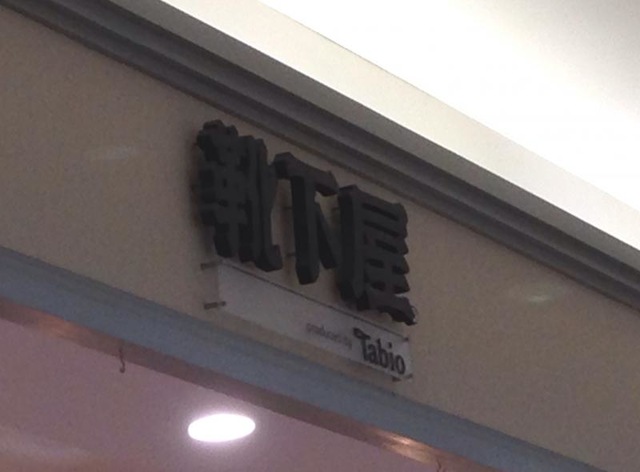 靴下屋
produced by Tabio